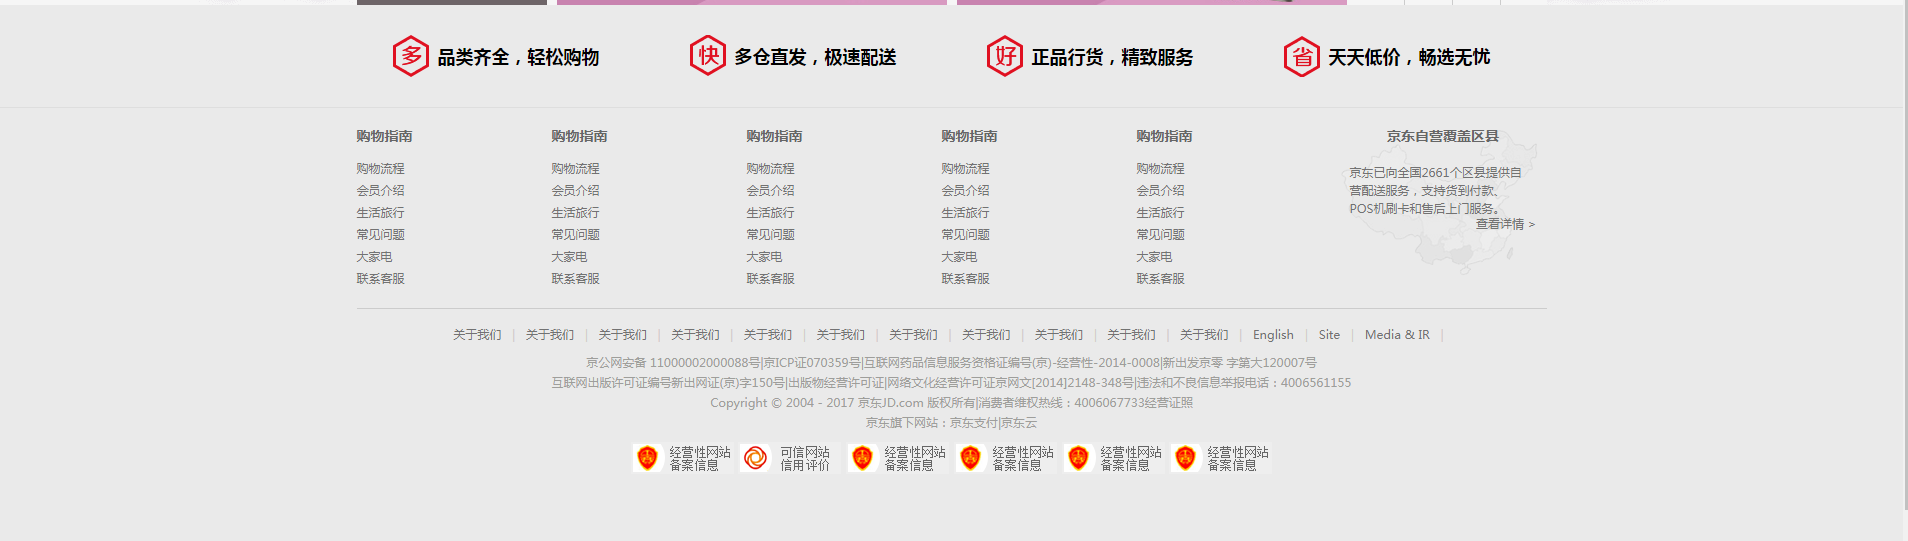 多 品类齐全，轻松购物 快 多仓直发，极速配送 好 正品行货，精致服务 省 天天低价，畅选无忧
购物指南 购物指南 购物指南 购物指南 购物指南 京东自营覆盖区县
购物流程 购物流程 购物流程 购物流程 购物流程
京东已向全国2661个区县提供自
会员介绍 会员介绍 会员介绍 会员介绍 会员介绍
营配送服务，支持货到付款、
生活旅行 生活旅行 生活旅行 生活旅行 生活旅行
POS机刷卡和售后上门服务。
查看详情 >
常见问题 常见问题 常见问题 常见问题 常见问题
大家电 大家电 大家电 大家电 大家电
联系客服 联系客服 联系客服 联系客服 联系客服
关于我们 | 关于我们 | 关于我们 | 关于我们 | 关于我们 | 关于我们 | 关于我们 | 关于我们 | 关于我们 | 关于我们 | 关于我们 | English | Site | Media & IR |
京公网安备 11000002000088号|京ICP证070359号|互联网药品信息服务资格证编号(京)-经营性-2014-0008|新出发京零 字第大120007号
互联网出版许可证编号新出网证(京)字150号|出版物经营许可证|网络文化经营许可证京网文[2014]2148-348号|违法和不良信息举报电话：4006561155
Copyright © 2004 - 2017 京东JD.com 版权所有|消费者维权热线：4006067733经营证照
京东旗下网站：京东支付|京东云
经营性网站 可信网站 经营性网站 经营性网站 经营性网站 经营性网站
备案信息 信用评价 备案信息 备案信息 备案信息 备案信息